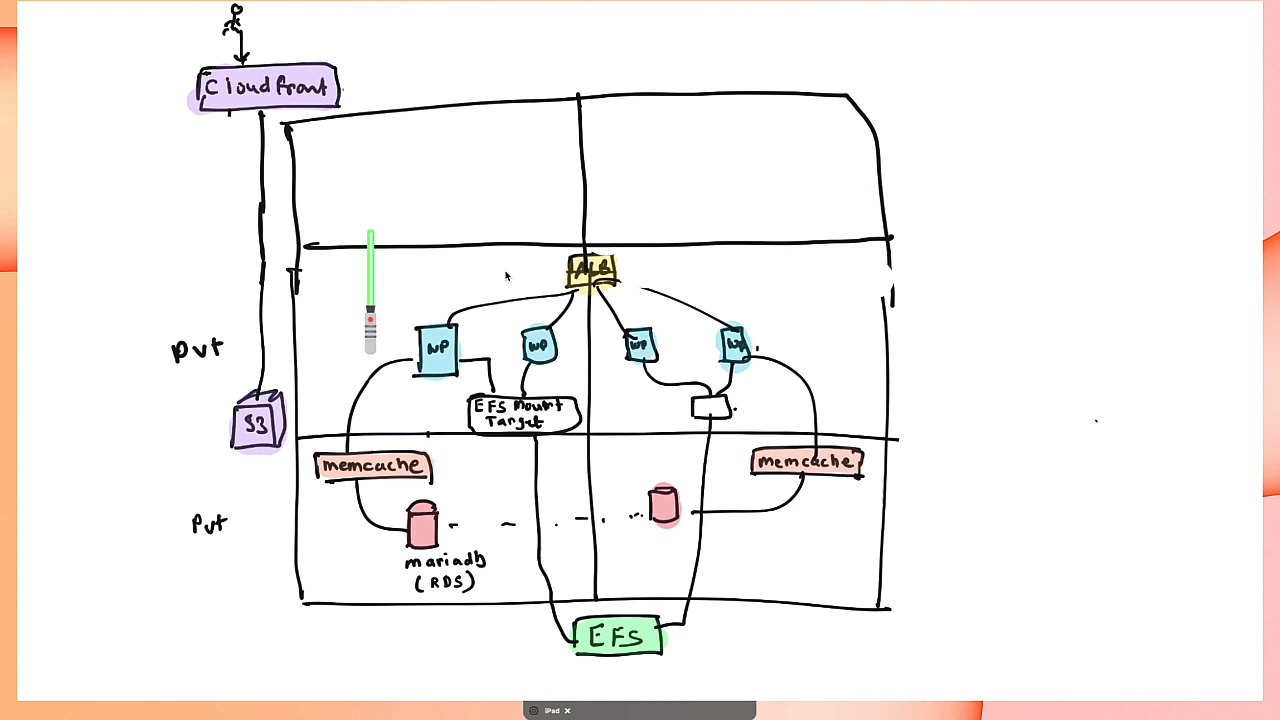 Cloudfront
ALB
WP
WP
WP
WP
pvt
EFS Mount
Target
S3
memcache
memcache
Pvt
mariadb
(RDS)
EFS
iPad